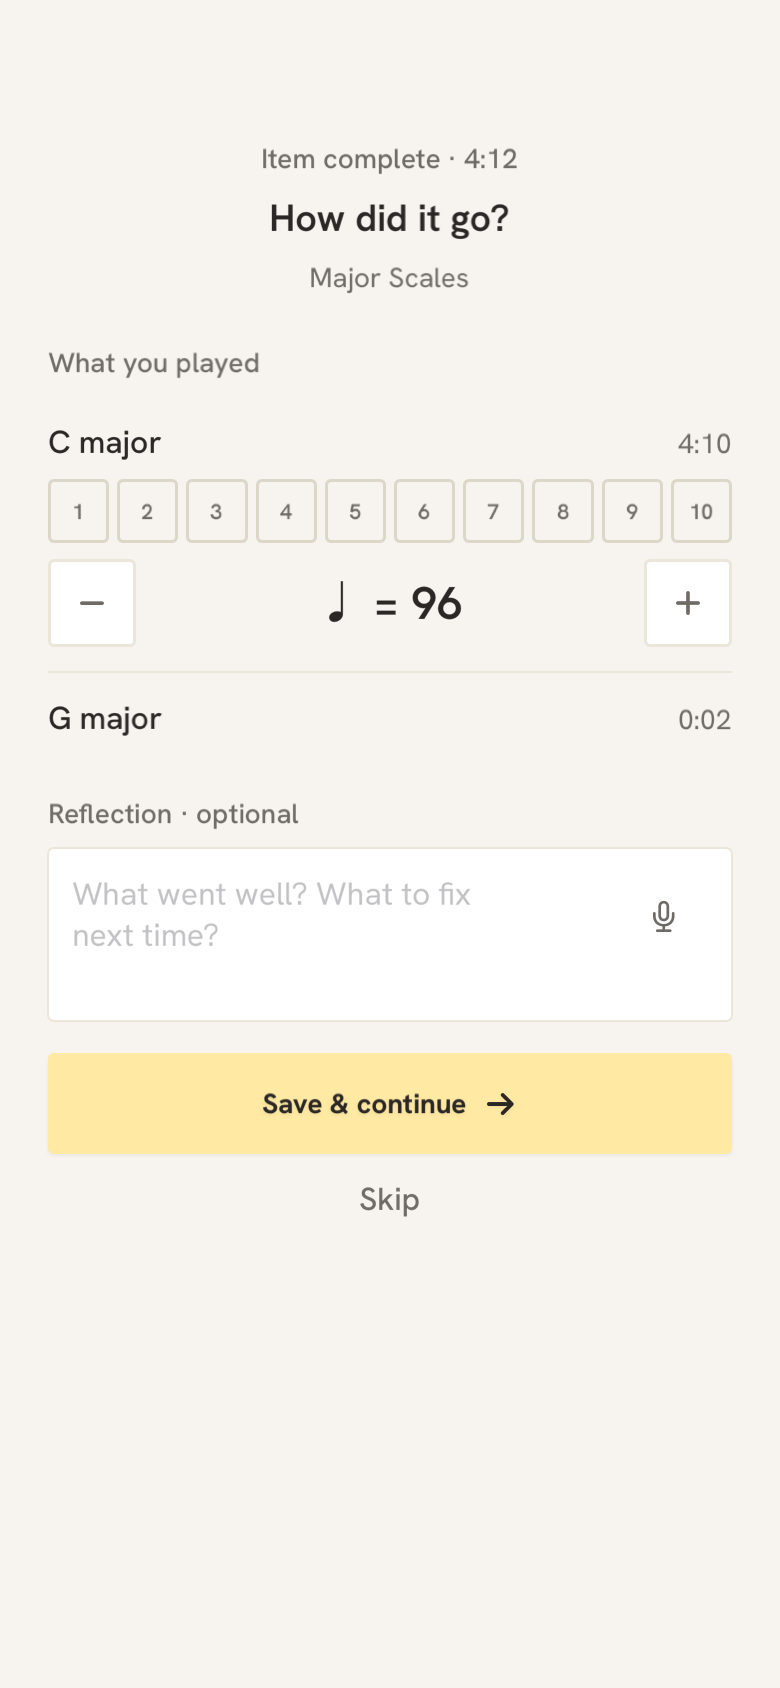 Item complete · 4:12
How did it go?
Major Scales
What you played
C major 4:10
1 2 3 4 5 6 7 8 9 10
− ♩ = 96 +
G major 0:02
Reflection · optional
What went well? What to fix
next time?
Save & continue →
Skip